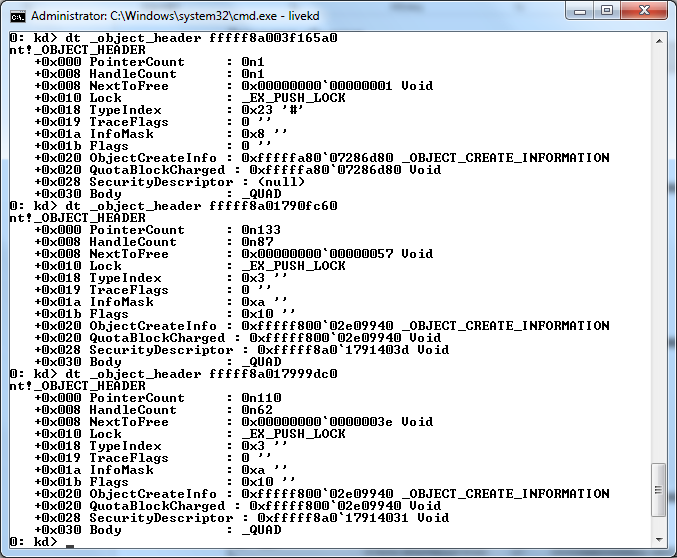 Administrator: C:\Windows\system32\cmd.exe - livekd
0: kd> dt _object_header fffff8a003f165a0
nt!_OBJECT_HEADER
   +0x000 PointerCount     : 0n1
   +0x008 HandleCount      : 0n1
   +0x008 NextToFree       : 0x00000000`00000001 Void
   +0x010 Lock             : _EX_PUSH_LOCK
   +0x018 TypeIndex        : 0x23 '#'
   +0x019 TraceFlags       : 0 ''
   +0x01a InfoMask         : 0x8 ''
   +0x01b Flags            : 0 ''
   +0x020 ObjectCreateInfo : 0xfffffa80`07286d80 _OBJECT_CREATE_INFORMATION
   +0x020 QuotaBlockCharged : 0xfffffa80`07286d80 Void
   +0x028 SecurityDescriptor : (null)
   +0x030 Body             : _QUAD
0: kd> dt _object_header fffff8a01790fc60
nt!_OBJECT_HEADER
   +0x000 PointerCount     : 0n133
   +0x008 HandleCount      : 0n87
   +0x008 NextToFree       : 0x00000000`00000057 Void
   +0x010 Lock             : _EX_PUSH_LOCK
   +0x018 TypeIndex        : 0x3 ''
   +0x019 TraceFlags       : 0 ''
   +0x01a InfoMask         : 0xa ''
   +0x01b Flags            : 0x10 ''
   +0x020 ObjectCreateInfo : 0xfffff800`02e09940 _OBJECT_CREATE_INFORMATION
   +0x020 QuotaBlockCharged : 0xfffff800`02e09940 Void
   +0x028 SecurityDescriptor : 0xfffff8a0`1791403d Void
   +0x030 Body             : _QUAD
0: kd> dt _object_header fffff8a017999dc0
nt!_OBJECT_HEADER
   +0x000 PointerCount     : 0n110
   +0x008 HandleCount      : 0n62
   +0x008 NextToFree       : 0x00000000`0000003e Void
   +0x010 Lock             : _EX_PUSH_LOCK
   +0x018 TypeIndex        : 0x3 ''
   +0x019 TraceFlags       : 0 ''
   +0x01a InfoMask         : 0xa ''
   +0x01b Flags            : 0x10 ''
   +0x020 ObjectCreateInfo : 0xfffff800`02e09940 _OBJECT_CREATE_INFORMATION
   +0x020 QuotaBlockCharged : 0xfffff800`02e09940 Void
   +0x028 SecurityDescriptor : 0xfffff8a0`17914031 Void
   +0x030 Body             : _QUAD
0: kd> _